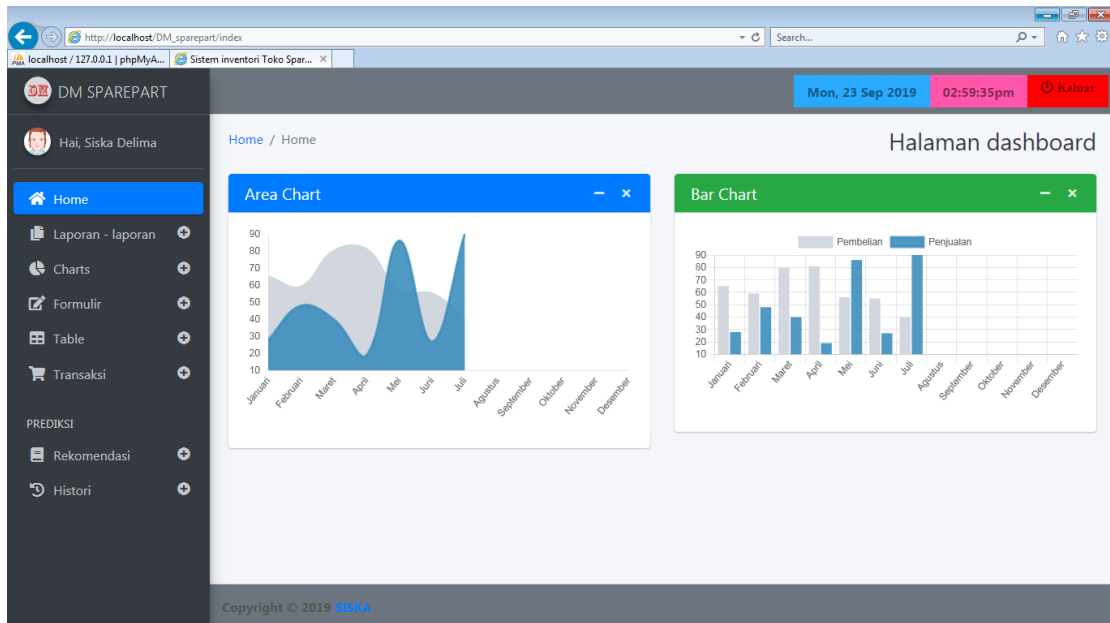 http://localhost/DM_sparepart/index
Search...
localhost / 127.0.0.1 | phpMyA...
Sistem inventori Toko Spar...
DM DM SPAREPART
Mon, 23 Sep 2019 02:59:35pm Keluar
Hai, Siska Delima
Home / Home
Halaman dashboard
Home
Laporan - laporan
Charts
Formulir
Table
Transaksi
PREDIKSI
Rekomendasi
Histori
Area Chart
90
80
70
60
50
40
30
20
10
Januari Februari Maret April Mei Juni Juli Agustus September Oktober November Desember
Bar Chart
Pembelian Penjualan
90
80
70
60
50
40
30
20
10
Januari Februari Maret April Mei Juni Juli Agustus September Oktober November Desember
Copyright © 2019 SISKA